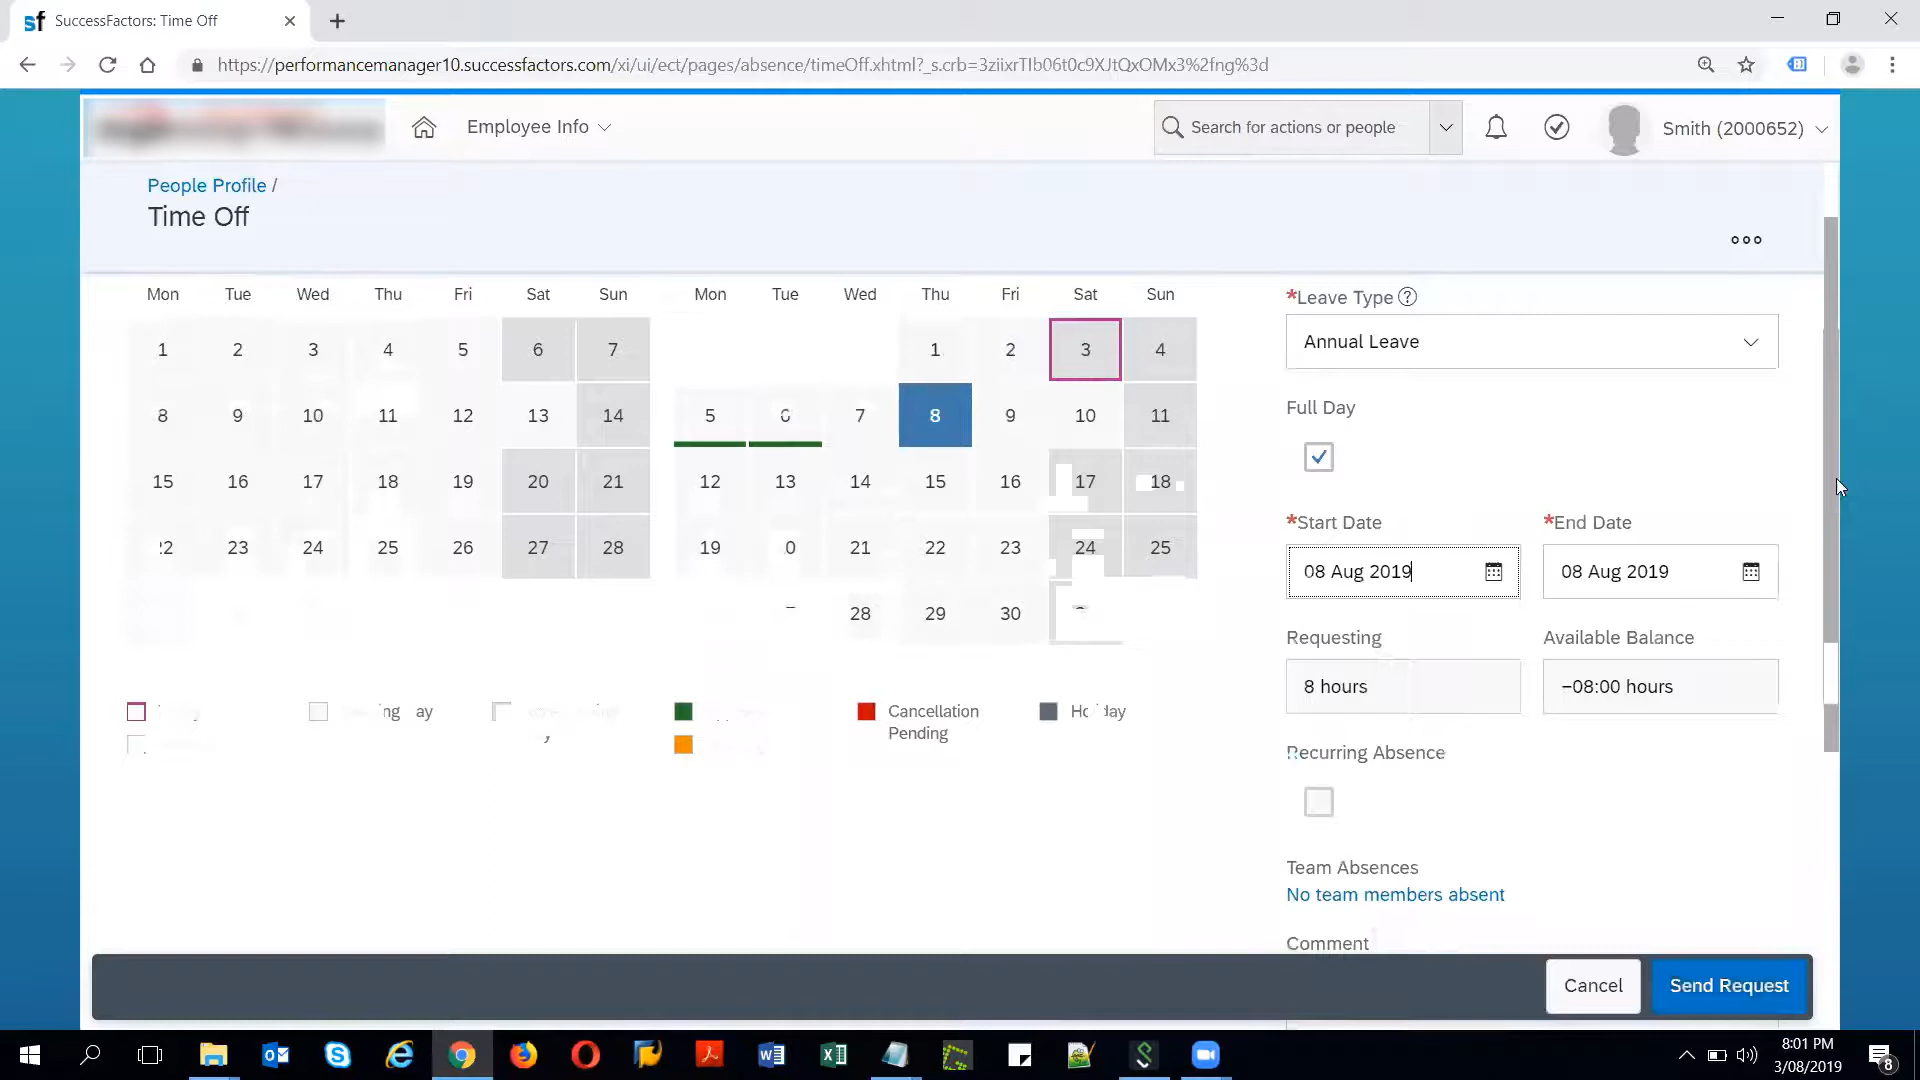 SuccessFactors: Time Off
https://performancemanager10.successfactors.com/xi/ui/ect/pages/absence/timeOff.xhtml?_s.crb=3ziixrTIb06t0c9XJtQxOMx3%2fng%3d
Employee Info
Search for actions or people
Smith (2000652)
People Profile /
Time Off
Mon Tue Wed Thu Fri Sat Sun
1 2 3 4 5 6 7
8 9 10 11 12 13 14
15 16 17 18 19 20 21
23 24 25 26 27 28
Mon Tue Wed Thu Fri Sat Sun
1 2 3 4
5 6 7 8 9 10 11
12 13 14 15 16 17 18
19 21 22 23 24 25
28 29 30
Cancellation
Pending
*Leave Type
Annual Leave
Full Day
*Start Date *End Date
08 Aug 2019 08 Aug 2019
Requesting Available Balance
8 hours −08:00 hours
Recurring Absence
Team Absences
No team members absent
Comment
Cancel Send Request
8:01 PM
3/08/2019
8